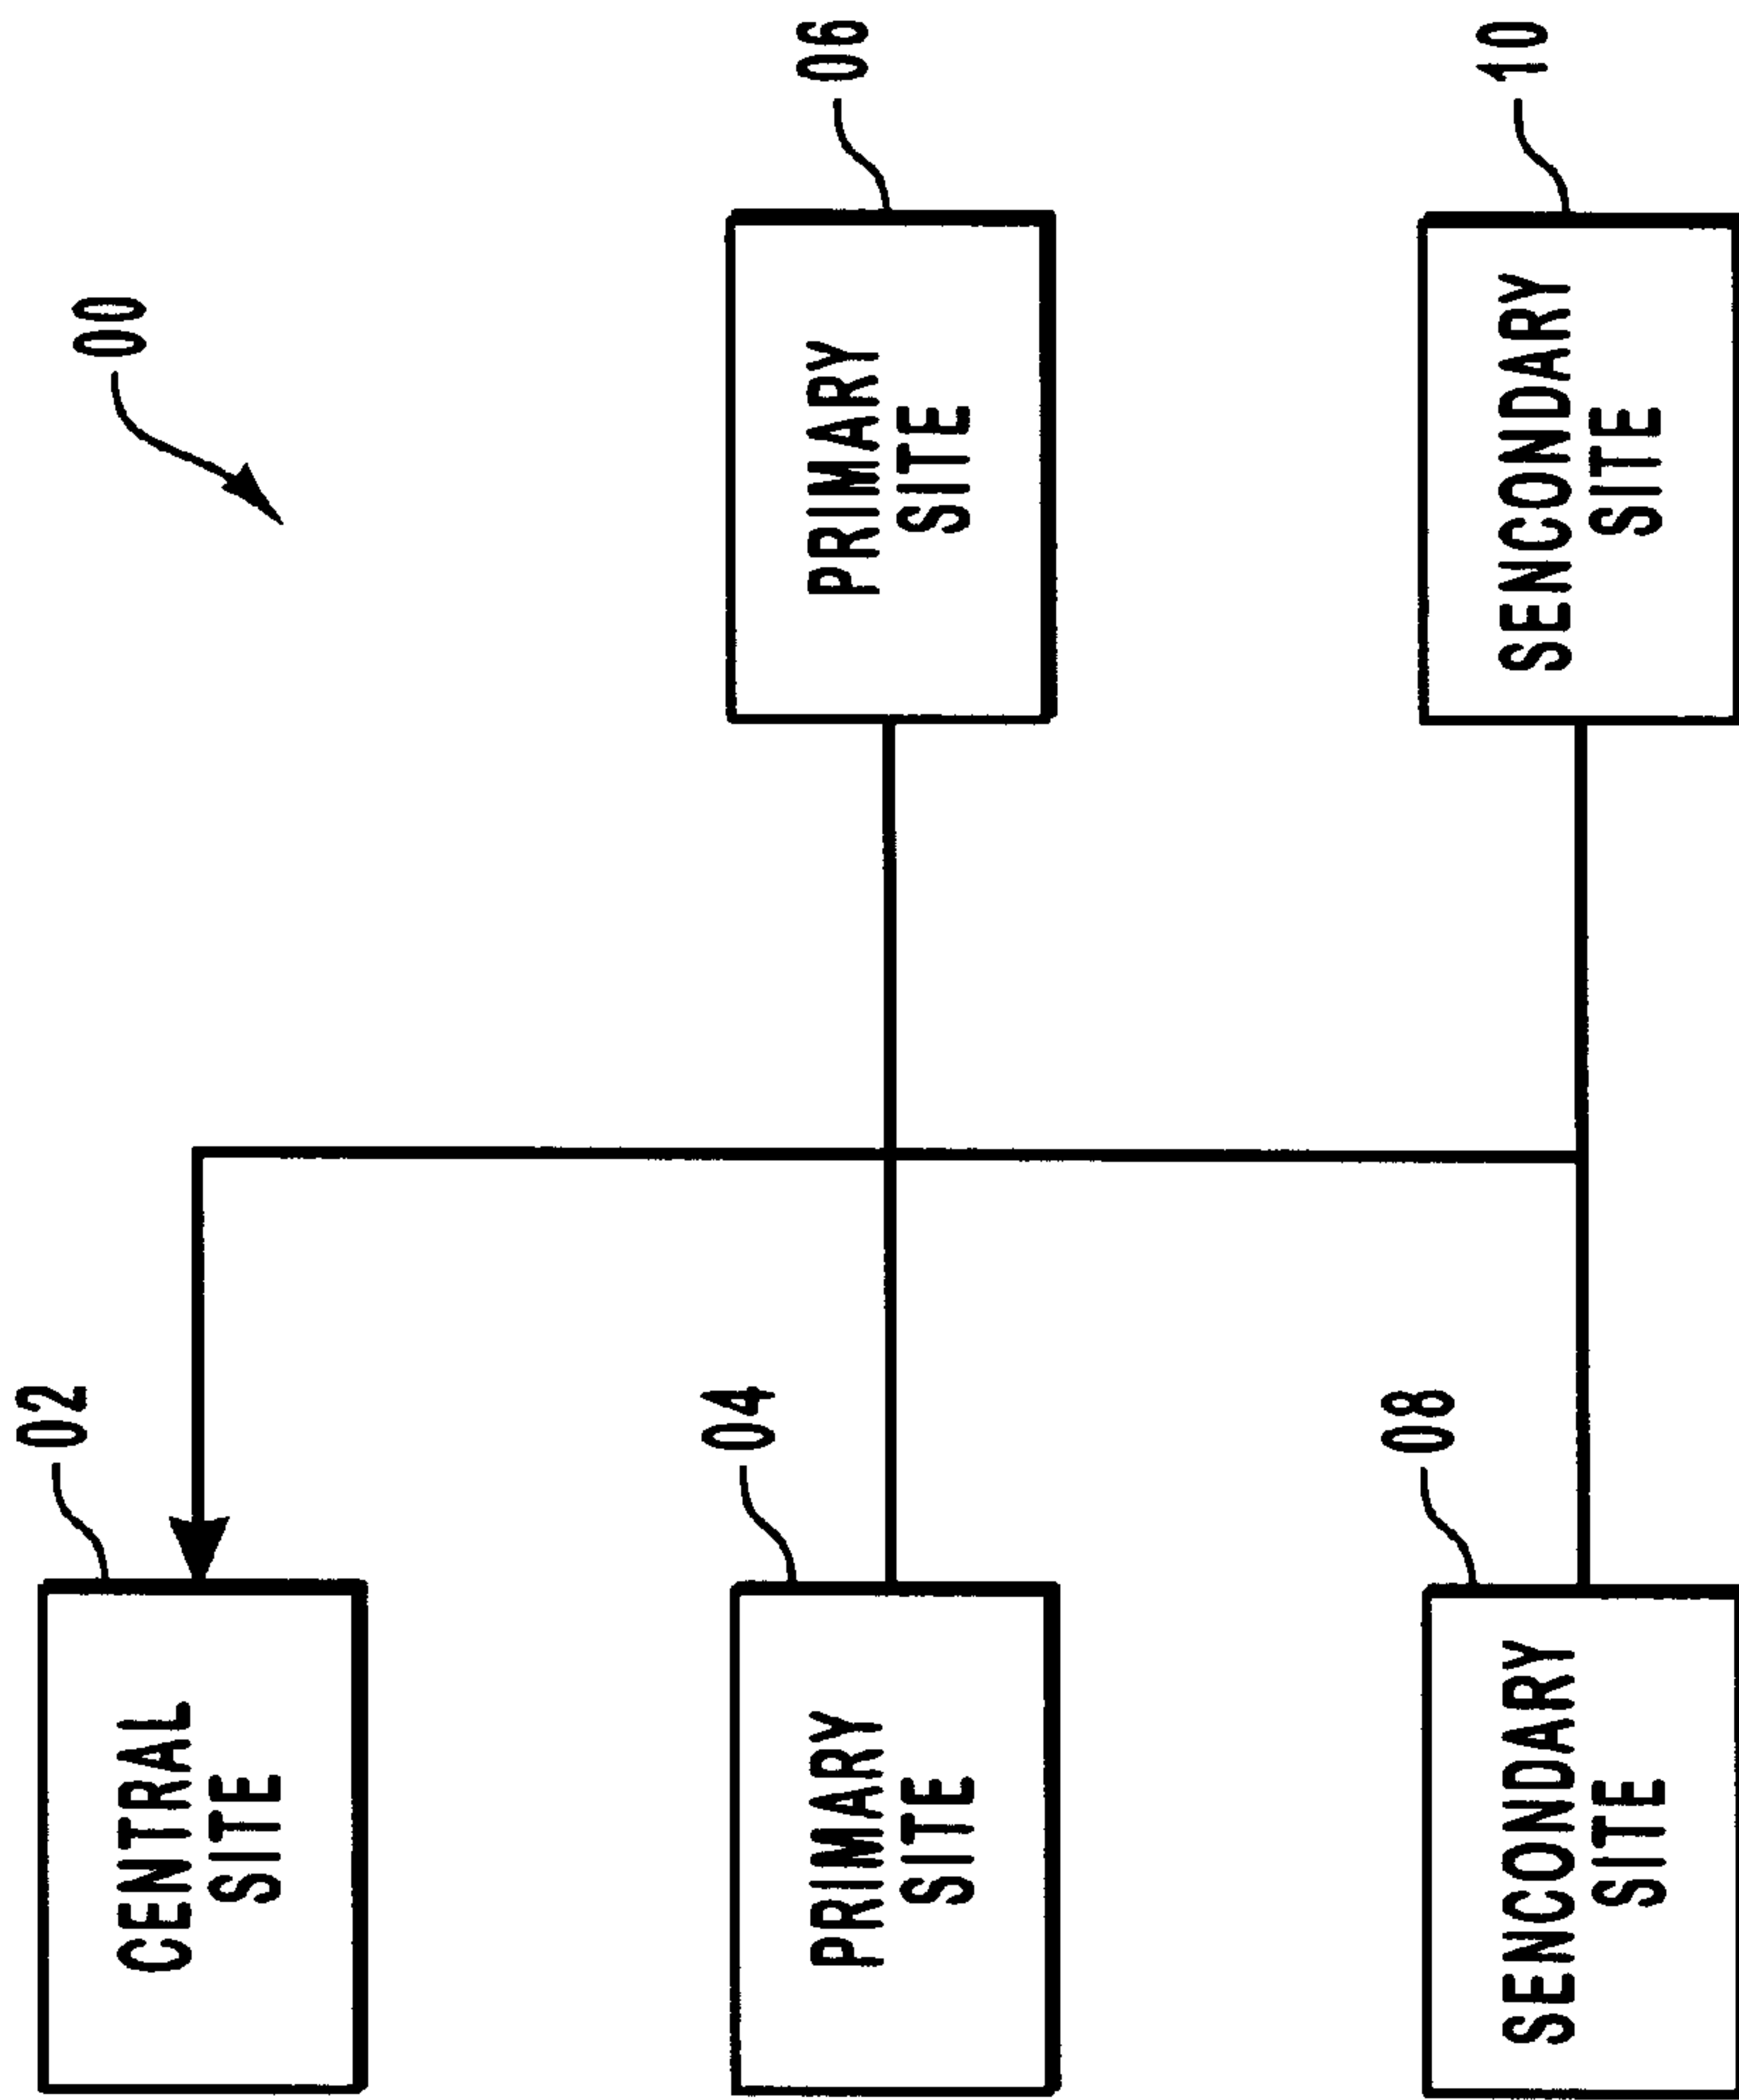 00
02
CENTRAL
SITE
04
PRIMARY
SITE
06
PRIMARY
SITE
08
SENCONDARY
SITE
10
SENCONDARY
SITE